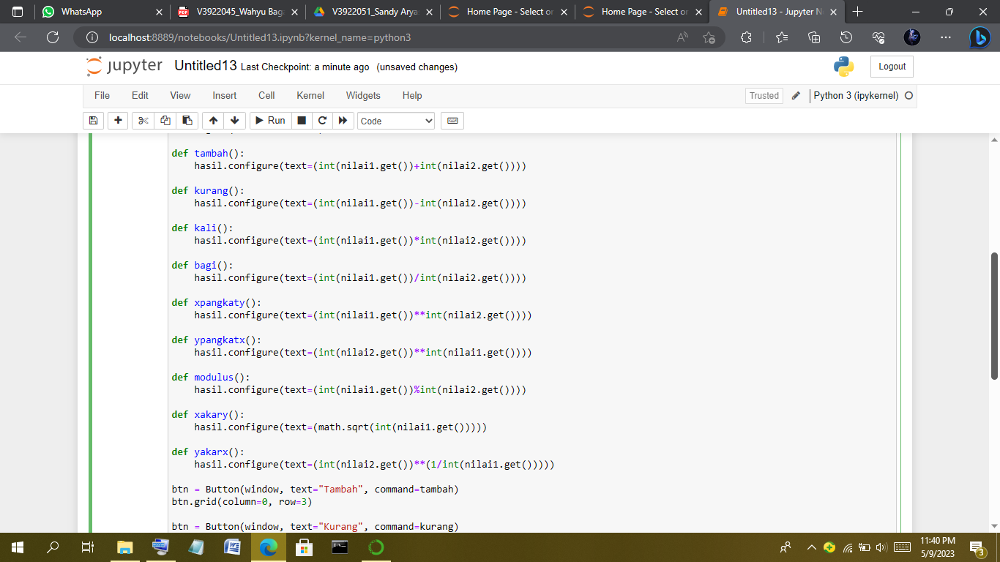 WhatsApp
V3922045_Wahyu Bag
V3922051_Sandy Arya
Home Page - Select or
Home Page - Select or
Untitled13 - Jupyter N
localhost:8889/notebooks/Untitled13.ipynb?kernel_name=python3
jupyter Untitled13 Last Checkpoint: a minute ago (unsaved changes)
Logout
File Edit View Insert Cell Kernel Widgets Help
Trusted
Python 3 (ipykernel)
Run
Code
def tambah():
    hasil.configure(text=(int(nilai1.get())+int(nilai2.get())))
def kurang():
    hasil.configure(text=(int(nilai1.get())-int(nilai2.get())))
def kali():
    hasil.configure(text=(int(nilai1.get())*int(nilai2.get())))
def bagi():
    hasil.configure(text=(int(nilai1.get())/int(nilai2.get())))
def xpangkaty():
    hasil.configure(text=(int(nilai1.get())**int(nilai2.get())))
def ypangkatx():
    hasil.configure(text=(int(nilai2.get())**int(nilai1.get())))
def modulus():
    hasil.configure(text=(int(nilai1.get())%int(nilai2.get())))
def xakary():
    hasil.configure(text=(math.sqrt(int(nilai1.get()))))
def yakarx():
    hasil.configure(text=(int(nilai2.get())**(1/int(nilai1.get()))))
btn = Button(window, text="Tambah", command=tambah)
btn.grid(column=0, row=3)
btn = Button(window, text="Kurang", command=kurang)
11:40 PM
5/9/2023
3